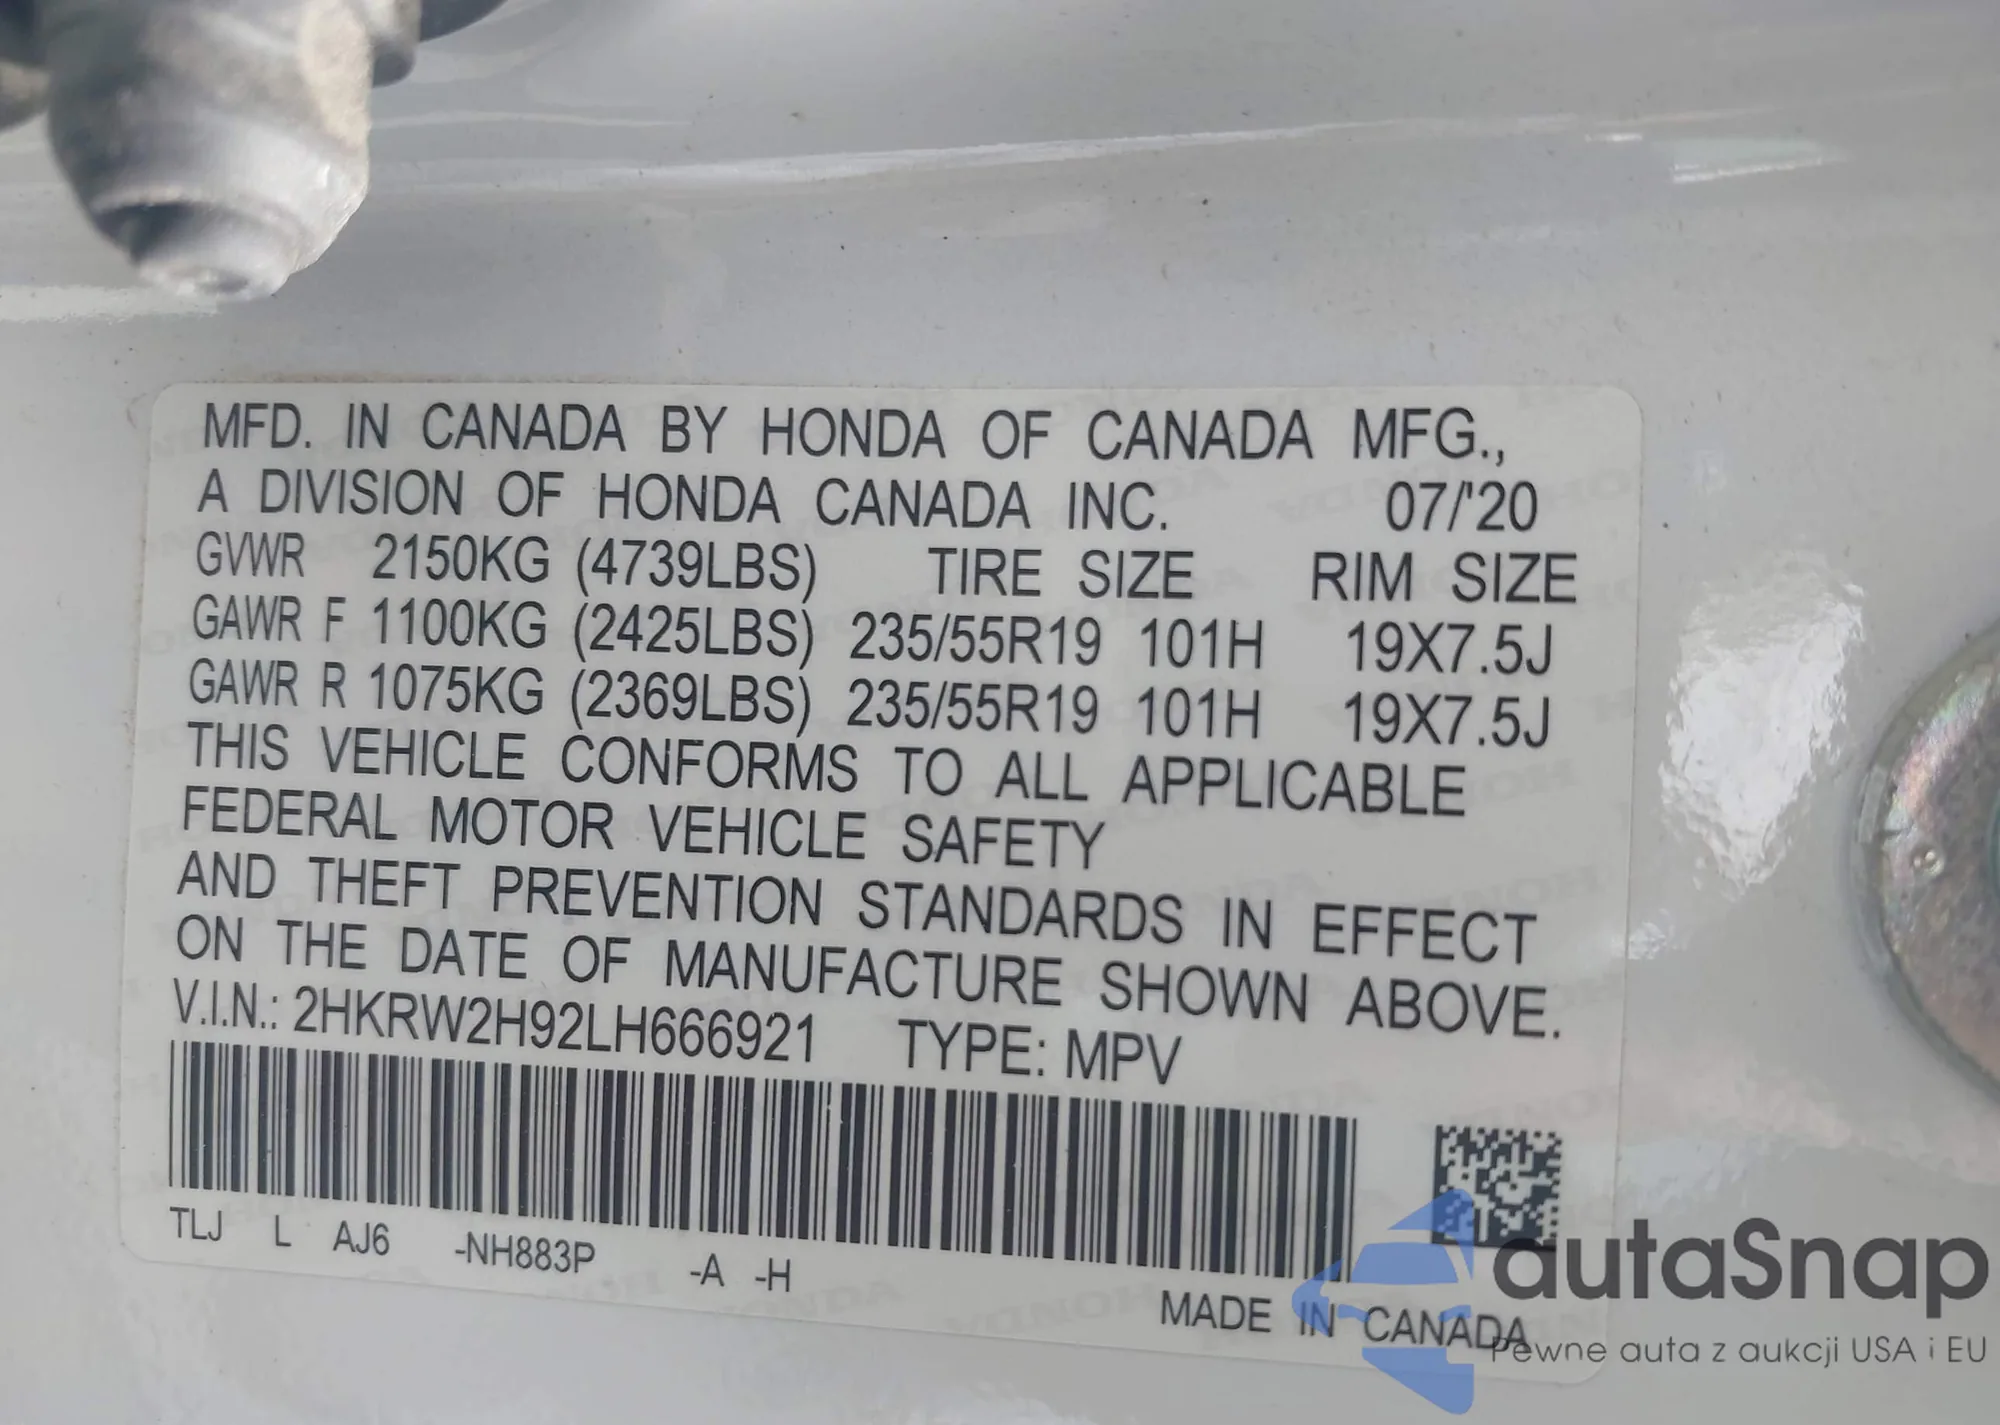 MFD. IN CANADA BY HONDA OF CANADA MFG.,
A DIVISION OF HONDA CANADA INC. 07/'20
GVWR 2150KG (4739LBS) TIRE SIZE RIM SIZE
GAWR F 1100KG (2425LBS) 235/55R19 101H 19X7.5J
GAWR R 1075KG (2369LBS) 235/55R19 101H 19X7.5J
THIS VEHICLE CONFORMS TO ALL APPLICABLE
FEDERAL MOTOR VEHICLE SAFETY
AND THEFT PREVENTION STANDARDS IN EFFECT
ON THE DATE OF MANUFACTURE SHOWN ABOVE.
V.I.N.: 2HKRW2H92LH666921 TYPE: MPV
TLJ L AJ6 -NH883P -A -H
MADE IN CANADA
autaSnap
Pewne auta z aukcji USA i EU